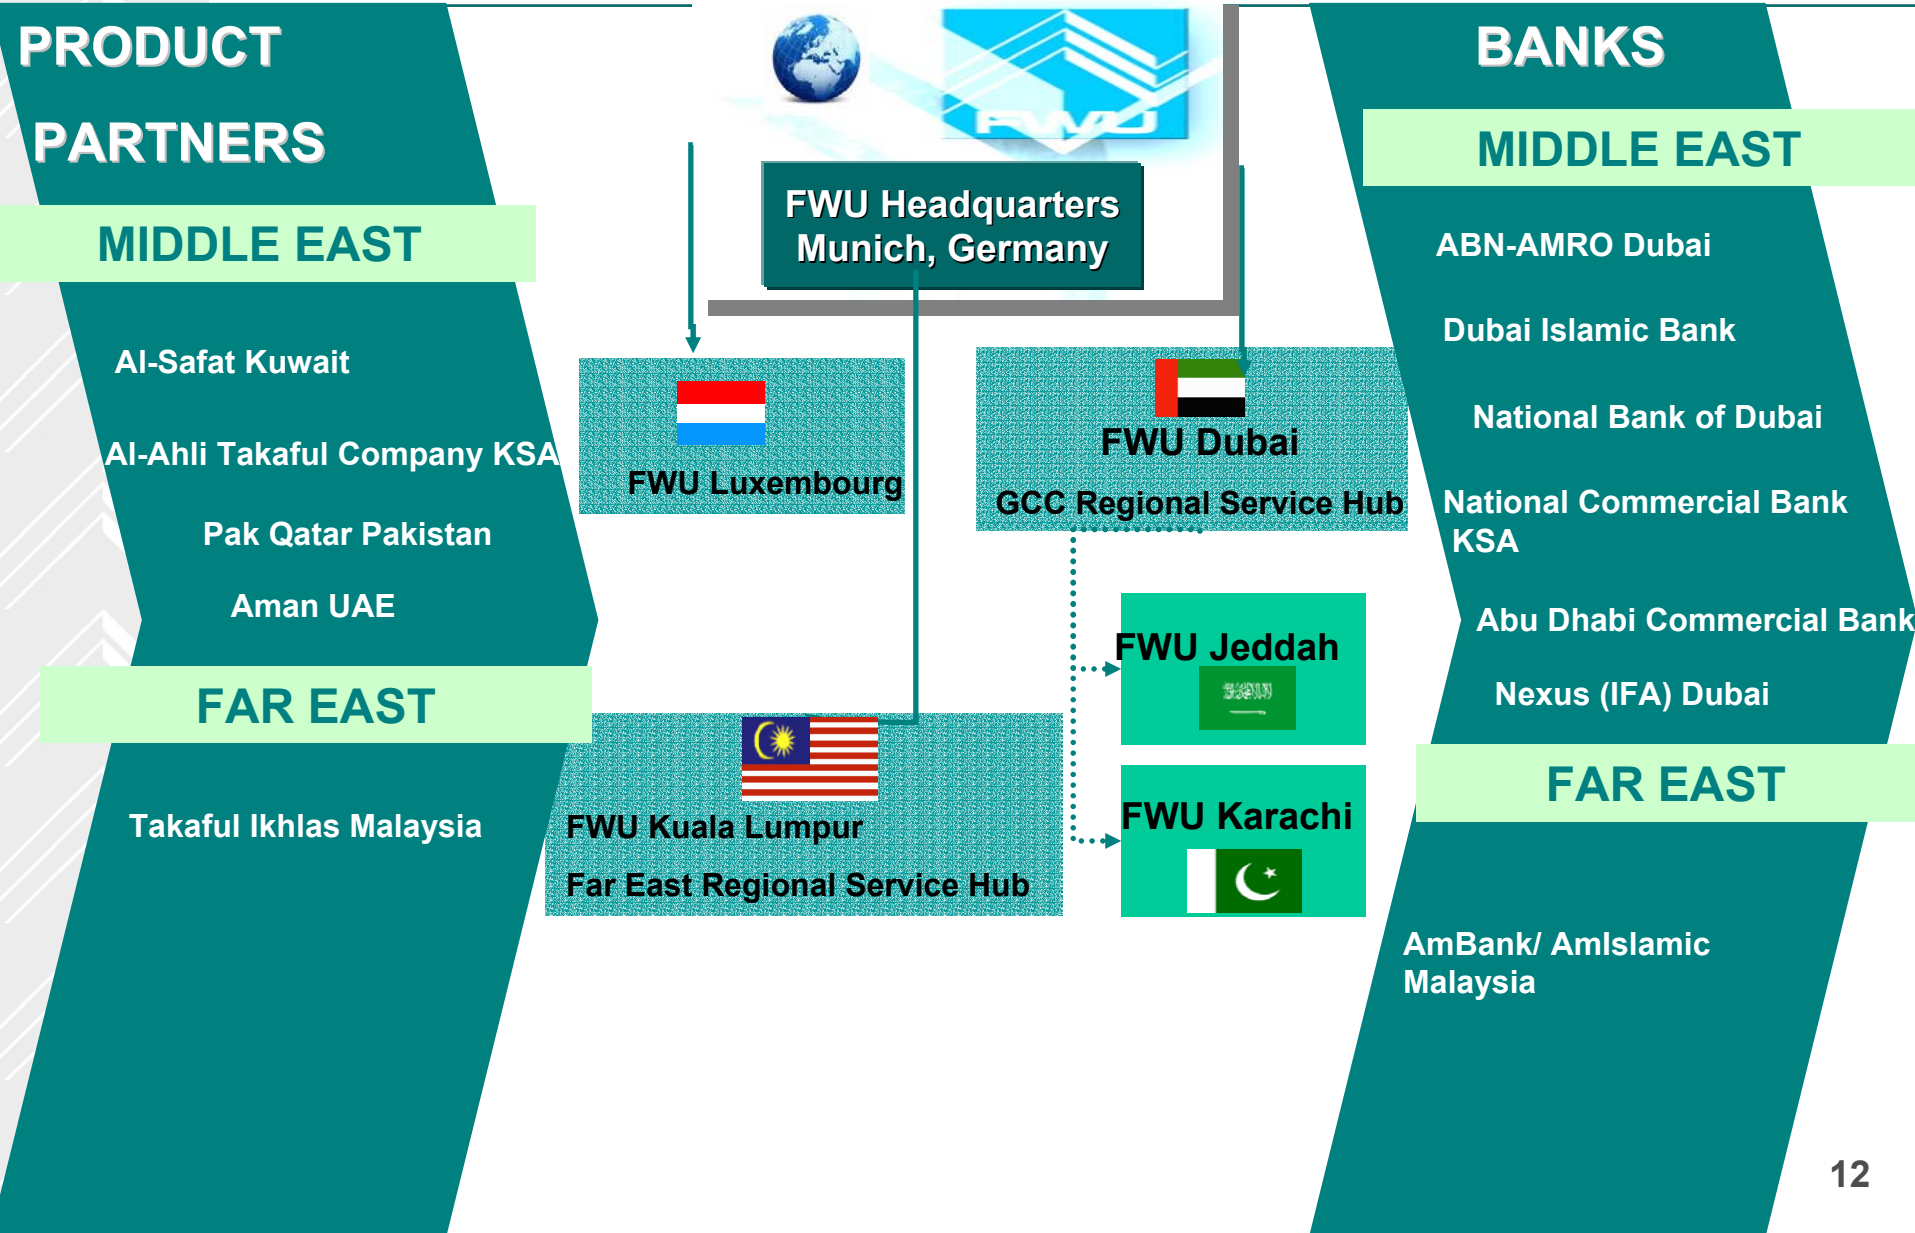 PRODUCT
PARTNERS
MIDDLE EAST
Al-Safat Kuwait
Al-Ahli Takaful Company KSA
Pak Qatar Pakistan
Aman UAE
FAR EAST
Takaful Ikhlas Malaysia
FWU
FWU Headquarters
Munich, Germany
FWU Luxembourg
FWU Dubai
GCC Regional Service Hub
FWU Jeddah
FWU Karachi
FWU Kuala Lumpur
Far East Regional Service Hub
BANKS
MIDDLE EAST
ABN-AMRO Dubai
Dubai Islamic Bank
National Bank of Dubai
National Commercial Bank
KSA
Abu Dhabi Commercial Bank
Nexus (IFA) Dubai
FAR EAST
AmBank/ AmIslamic
Malaysia
12